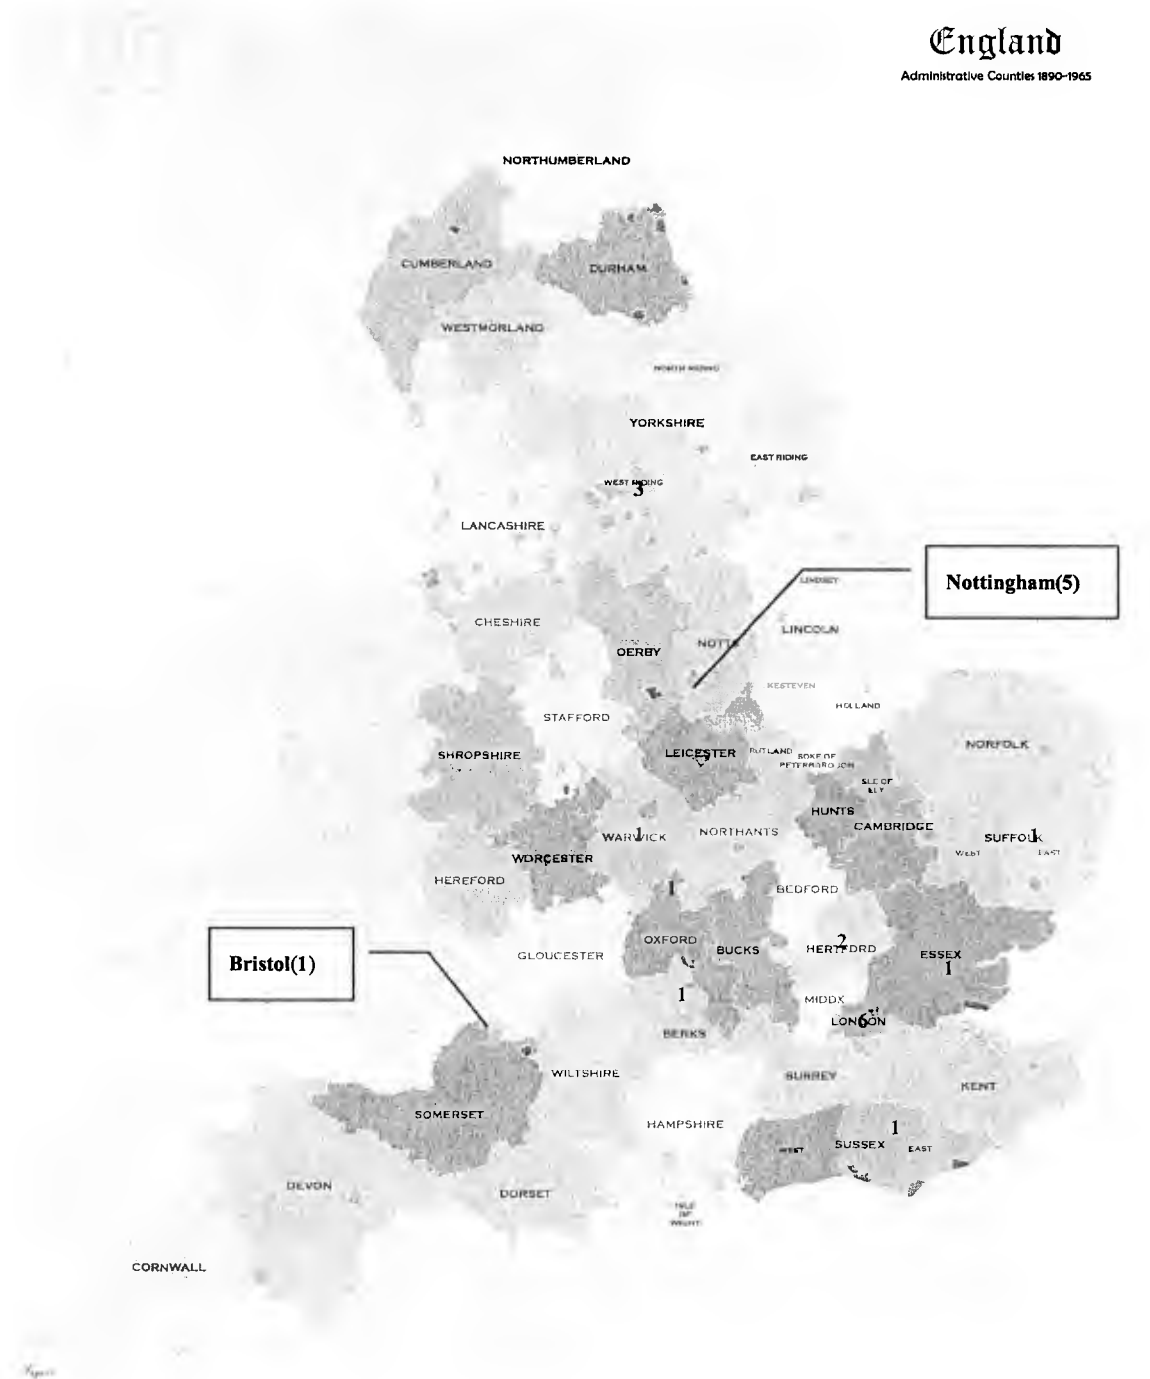 England
Administrative Counties 1890-1965
NORTHUMBERLAND
CUMBERLAND
DURHAM
WESTMORLAND
NORTH RIDING
YORKSHIRE
EAST RIDING
WEST RIDING
3
LANCASHIRE
Nottingham(5)
LINDSEY
CHESHIRE
LINCOLN
NOTTS
DERBY
KESTEVEN
HOLLAND
STAFFORD
NORFOLK
SHROPSHIRE
LEICESTER
RUTLAND
SOKE OF
PETERBOROUGH
ISLE OF
ELY
HUNTS
CAMBRIDGE
WARWICK
1
NORTHANTS
SUFFOLK
1
WEST
EAST
WORCESTER
HEREFORD
1
BEDFORD
OXFORD
BUCKS
HERTFORD
2
ESSEX
1
GLOUCESTER
Bristol(1)
1
MIDDX
LONDON
6
BERKS
WILTSHIRE
SURREY
KENT
SOMERSET
HAMPSHIRE
1
SUSSEX
WEST
EAST
DEVON
DORSET
ISLE
OF
WIGHT
CORNWALL